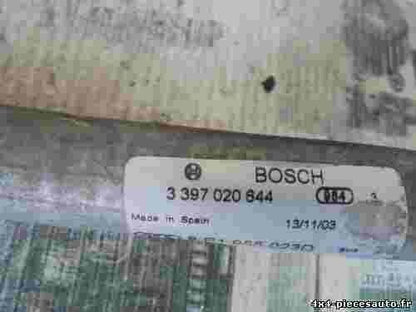 BOSCH
3 397 020 644 984
Made in Spain 13/11/03
4x4-piecesauto.fr